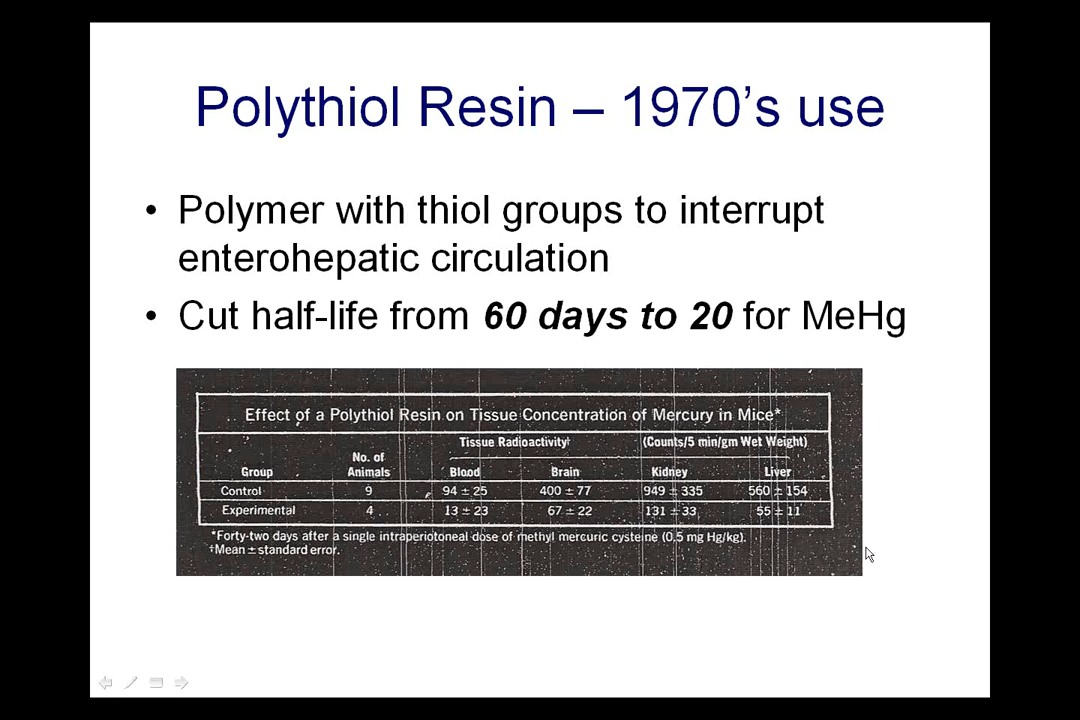 Polythiol Resin – 1970's use
• Polymer with thiol groups to interrupt
enterohepatic circulation
• Cut half-life from 60 days to 20 for MeHg
Effect of a Polythiol Resin on Tissue Concentration of Mercury in Mice*
Tissue Radioactivity† (Counts/5 min/gm Wet Weight)
Group No. of Animals Blood Brain Kidney Liver
Control 9 94 ± 25 400 ± 77 949 ± 335 560 ± 154
Experimental 4 13 ± 23 67 ± 22 131 ± 33 55 ± 11
*Forty-two days after a single intraperiotoneal dose of methyl mercuric cysteine (0.5 mg Hg/kg).
†Mean ± standard error.